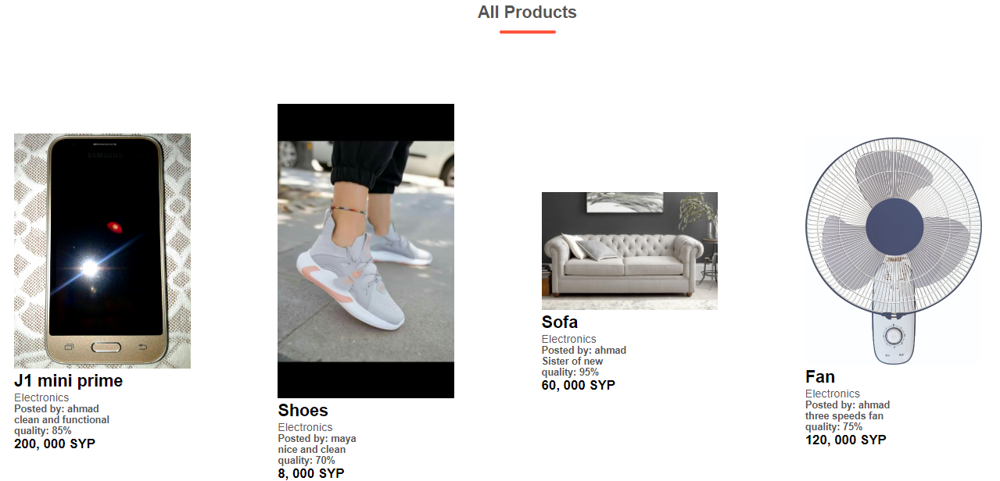 All Products
SAMSUNG
J1 mini prime
Electronics
Posted by: ahmad
clean and functional
quality: 85%
200, 000 SYP
Shoes
Electronics
Posted by: maya
nice and clean
quality: 70%
8, 000 SYP
Sofa
Electronics
Posted by: ahmad
Sister of new
quality: 95%
60, 000 SYP
Fan
Electronics
Posted by: ahmad
three speeds fan
quality: 75%
120, 000 SYP